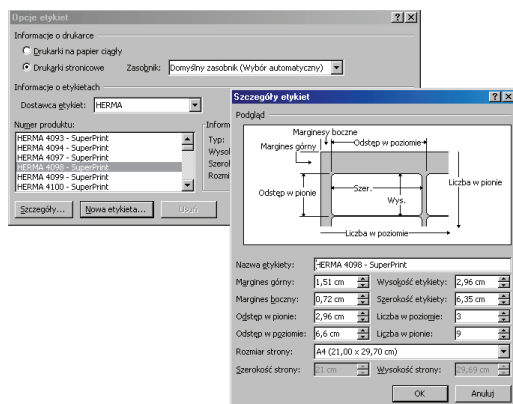 Opcje etykiet
Informacje o drukarce
Drukarki na papier ciągły
Drukarki stronicowe
Zasobnik: Domyślny zasobnik (Wybór automatyczny)
Informacje o etykietach
Dostawca etykiet: HERMA
Numer produktu:
HERMA 4093 - SuperPrint
HERMA 4094 - SuperPrint
HERMA 4097 - SuperPrint
HERMA 4098 - SuperPrint
HERMA 4099 - SuperPrint
HERMA 4100 - SuperPrint
Inform
Typ:
Wysok
Szerok
Rozmi
Szczegóły...
Nowa etykieta...
Usuń
Szczegóły etykiet
Podgląd
Marginesy boczne
Margines górny
Odstęp w poziomie
Odstęp w pionie
Szer.
Wys.
Liczba w pionie
Liczba w poziomie
Nazwa etykiety: HERMA 4098 - SuperPrint
Margines górny: 1,51 cm Wysokość etykiety: 2,96 cm
Margines boczny: 0,72 cm Szerokość etykiety: 6,35 cm
Odstęp w pionie: 2,96 cm Liczba w poziomie: 3
Odstęp w poziomie: 6,6 cm Liczba w pionie: 9
Rozmiar strony: A4 (21,00 x 29,70 cm)
Szerokość strony: 21 cm Wysokość strony: 29,69 cm
OK
Anuluj